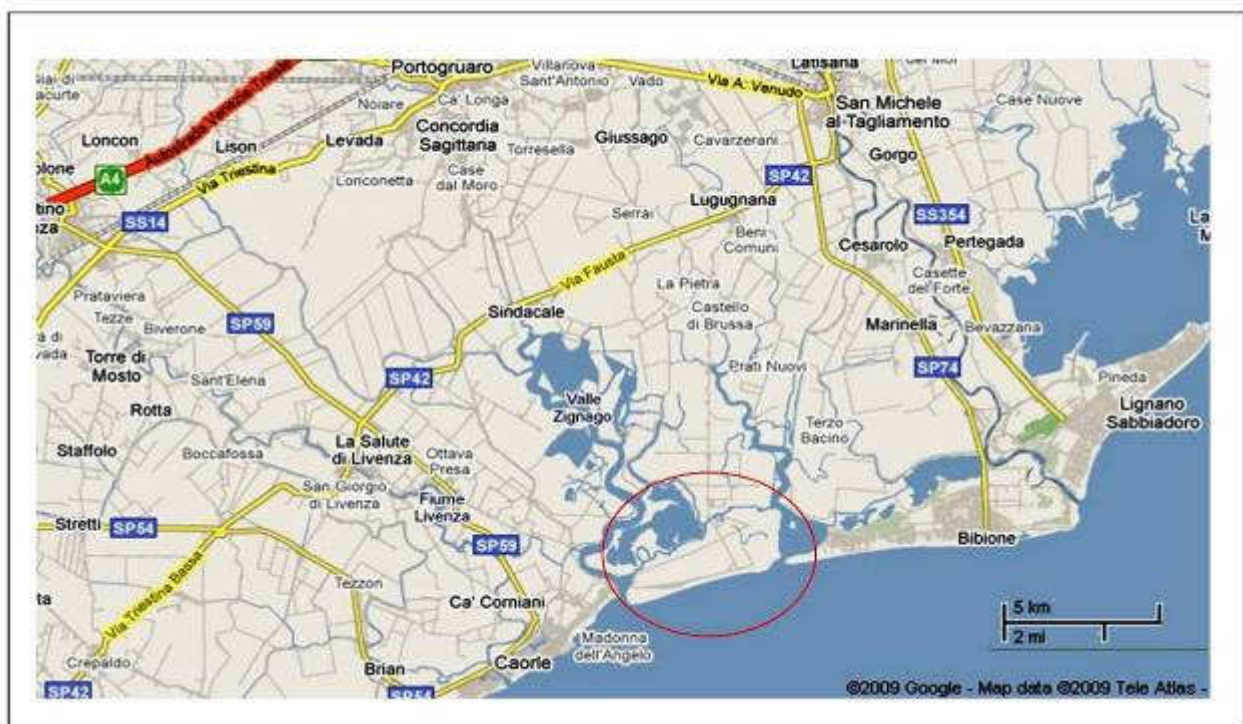 Portogruaro
Villanova
Sant'Antonio
Vado
Via A. Venudo
Latisana
Noiare
Ca' Longa
San Michele
al Tagliamento
Case Nuove
Loncon
Autostrada Venezia Trieste
Lison
Levada
Concordia
Sagittaria
Torresella
Giussago
Cavarzerani
Gorgo
A4
Via Triestina
Lonconetta
Case
dal Moro
SP42
Lugugnana
SS14
Serrai
Beni
Comuni
SS354
Cesarolo
Pertegada
Via Fausta
La Pietra
Casette
del Forte
Prataviera
Tezze
Biverone
SP59
Sindacale
Castello
di Brussa
Marinella
Bevazzana
Torre di
Mosto
Sant'Elena
SP42
Prati Nuovi
SP74
Pineda
Rotta
Valle
Zignago
Lignano
Sabbiadoro
Staffolo
Boccafossa
La Salute
di Livenza
Ottava
Presa
Terzo
Bacino
San Giorgio
di Livenza
Fiume
Livenza
Stretti
SP54
SP59
Bibione
Via Triestina Bassa
Tezzon
Ca' Corniani
5 km
2 mi
Madonna
dell'Angelo
Crepaldo
Brian
Caorle
SP42
SP54
©2009 Google - Map data ©2009 Tele Atlas -